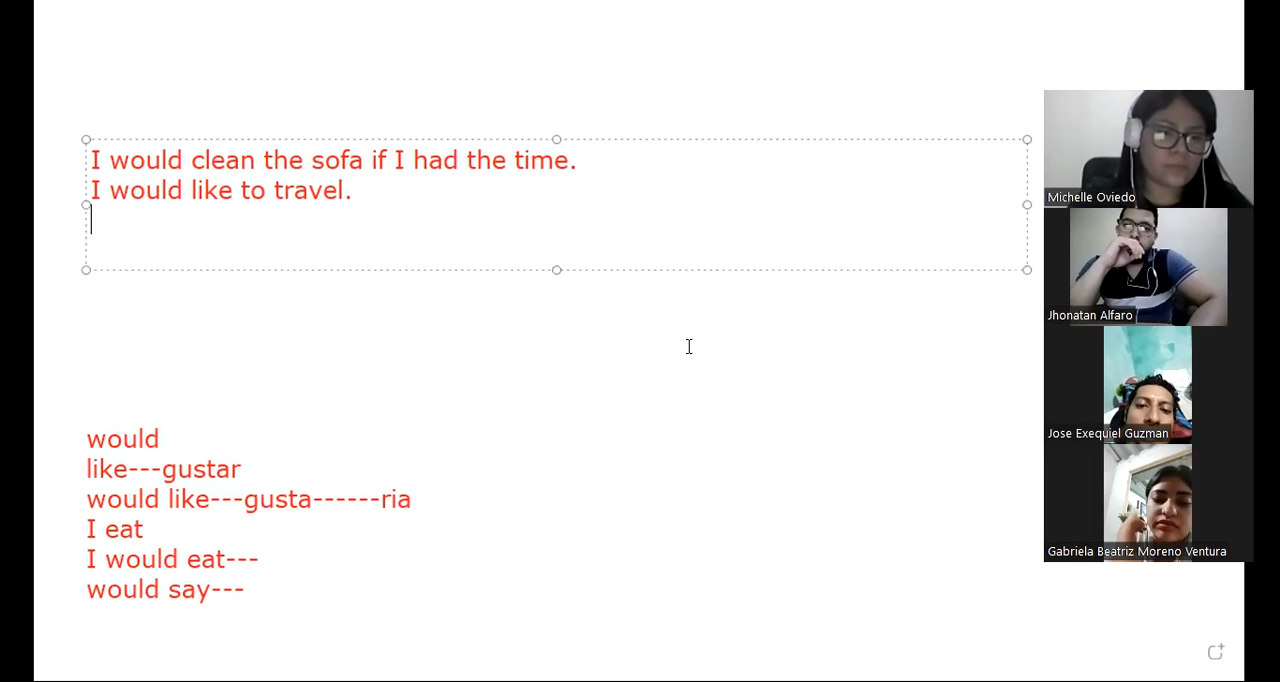 I would clean the sofa if I had the time.
I would like to travel.
would
like---gustar
would like---gusta------ria
I eat
I would eat---
would say---
Michelle Oviedo
Jhonatan Alfaro
Jose Exequiel Guzman
Gabriela Beatriz Moreno Ventura